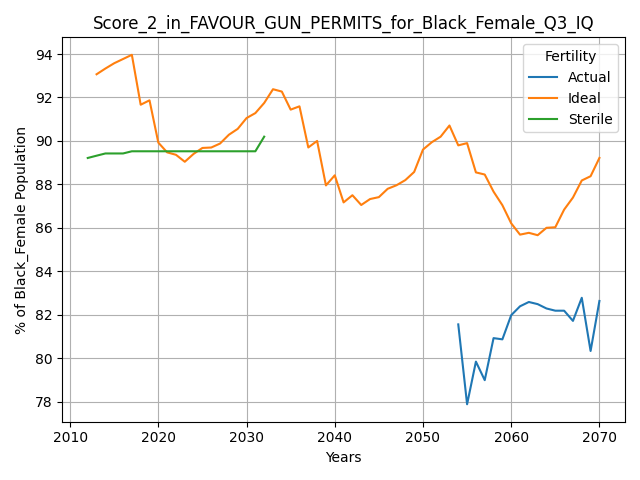 Score_2_in_FAVOUR_GUN_PERMITS_for_Black_Female_Q3_IQ
Fertility
Actual
Ideal
Sterile
% of Black_Female Population
94
92
90
88
86
84
82
80
78
2010 2020 2030 2040 2050 2060 2070
Years